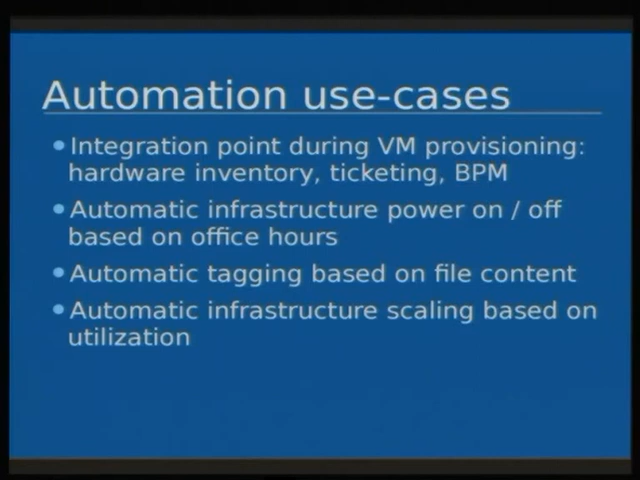 Automation use-cases
Integration point during VM provisioning:
hardware inventory, ticketing, BPM
Automatic infrastructure power on / off
based on office hours
Automatic tagging based on file content
Automatic infrastructure scaling based on
utilization